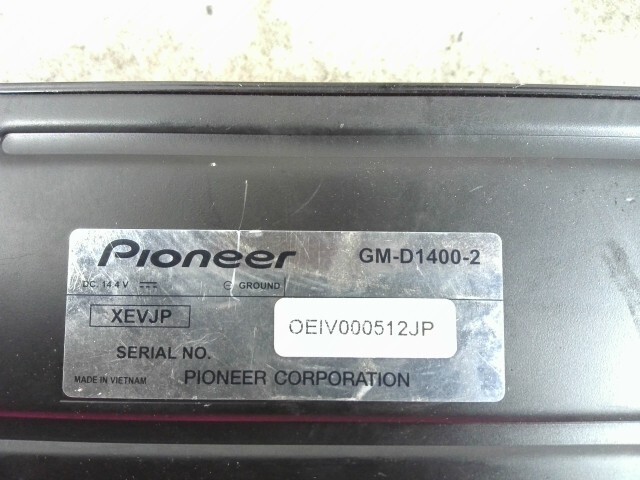 Pioneer GM-D1400-2
DC 14.4 V ⎓ ⊖ GROUND
XEVJP
SERIAL NO. OEIV000512JP
MADE IN VIETNAM PIONEER CORPORATION